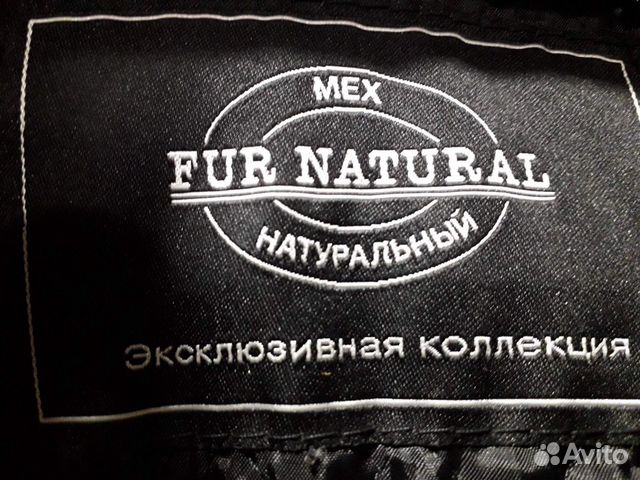 МЕХ
FUR NATURAL
НАТУРАЛЬНЫЙ
Эксклюзивная коллекция
Avito